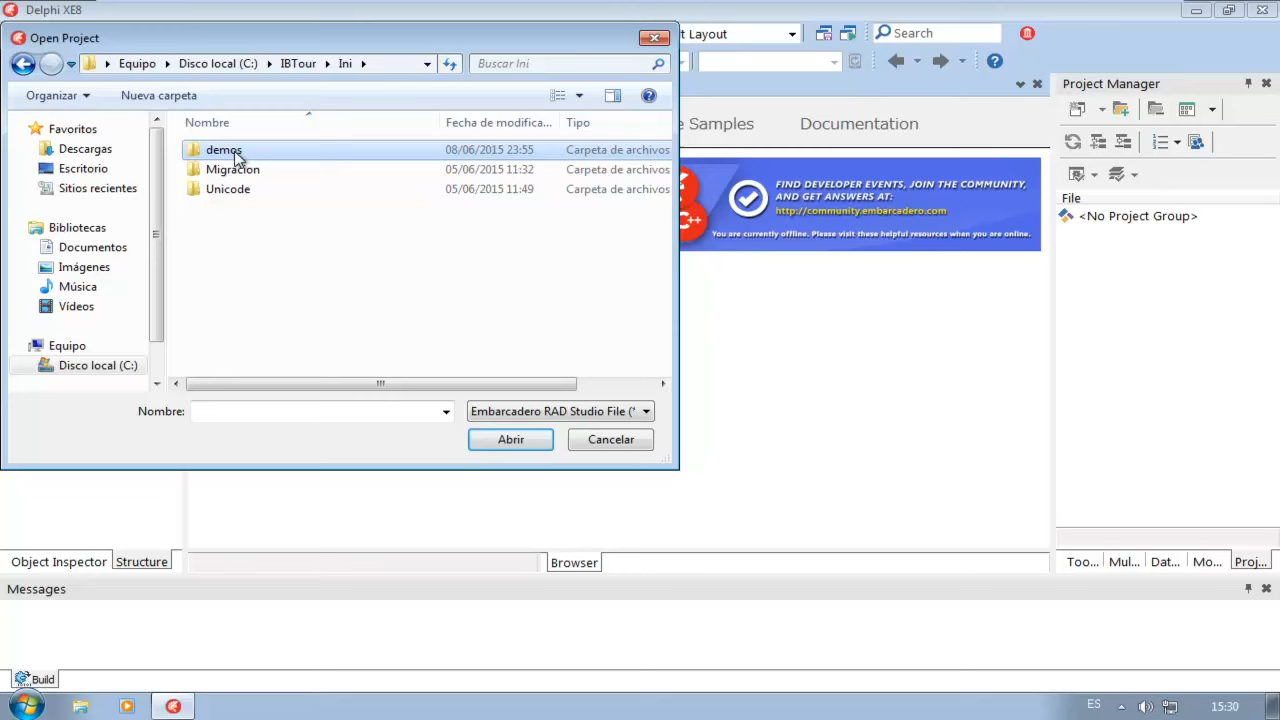 Delphi XE8
Open Project
t Layout
Search
Equipo
Disco local (C:)
IBTour
Ini
Buscar Ini
Organizar
Nueva carpeta
Project Manager
Favoritos
Descargas
Escritorio
Sitios recientes
Bibliotecas
Documentos
Imágenes
Música
Vídeos
Equipo
Disco local (C:)
Nombre
Fecha de modifica...
Tipo
demos
08/06/2015 23:55
Carpeta de archivos
Migracion
05/06/2015 11:32
Carpeta de archivos
Unicode
05/06/2015 11:49
Carpeta de archivos
e Samples
Documentation
C++
FIND DEVELOPER EVENTS, JOIN THE COMMUNITY,
AND GET ANSWERS AT:
http://community.embarcadero.com
You are currently offline. Please visit these helpful resources when you are online.
File
<No Project Group>
Nombre:
Embarcadero RAD Studio File (*
Abrir
Cancelar
Object Inspector
Structure
Browser
Too...
Mul...
Dat...
Mo...
Proj...
Messages
Build
ES
15:30